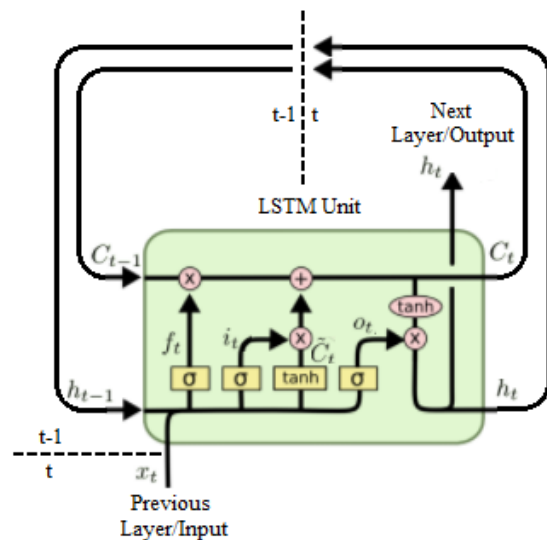 t-1 t
Next
Layer/Output
h_t
LSTM Unit
C_{t-1}
C_t
x
+
tanh
f_t
i_t
x
C̃_t
o_t
x
σ
σ
tanh
σ
h_{t-1}
h_t
t-1
t
x_t
Previous
Layer/Input